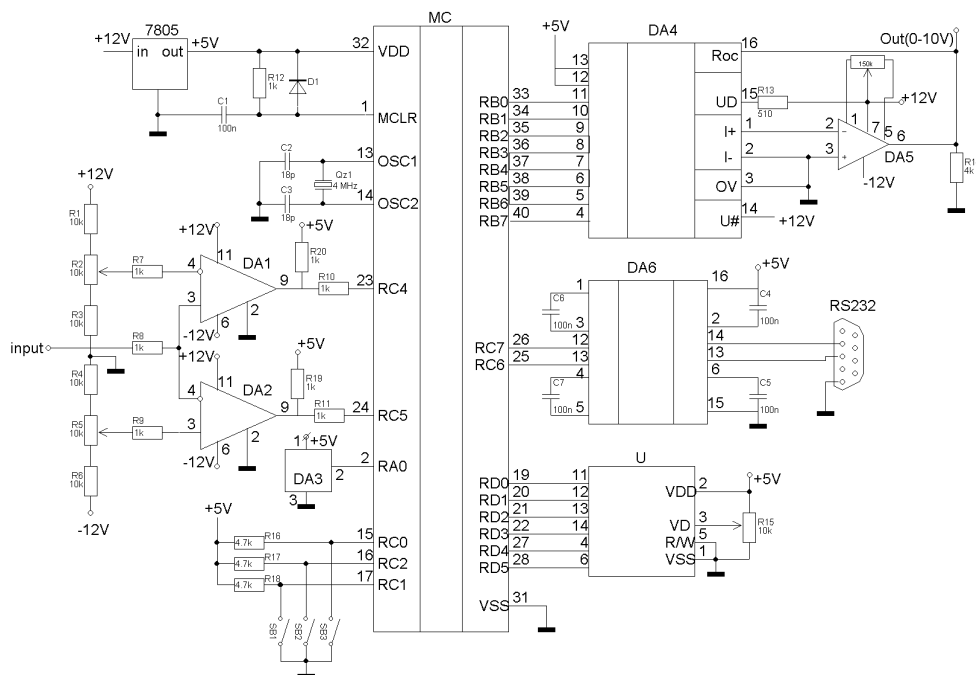 MC
7805
+12V in out +5V
32 VDD
R12
1k
D1
C1
100n
1 MCLR
C2
18p
13 OSC1
Qz1
4 MHz
C3
18p
14 OSC2
+12V
R1
10k
R2
10k
R3
10k
R4
10k
R5
10k
R6
10k
-12V
input
R7
1k
R8
1k
R9
1k
+12V
11
4
DA1
3
9
6
2
-12V
+5V
R20
1k
R10
1k
23 RC4
+12V
11
4
DA2
3
9
6
2
-12V
+5V
R19
1k
R11
1k
24 RC5
1 +5V
DA3
2
3
2 RA0
+5V
4.7k R16 15 RC0
4.7k R17 16 RC2
4.7k R18 17 RC1
SB1
SB2
SB3
DA4
+5V
13
12
RB0 33 11
RB1 34 10
RB2 35 9
RB3 36 8
RB4 37 7
RB5 38 6
RB6 39 5
RB7 40 4
Roc 16
UD 15 R13
510
I+ 1
I- 2
OV 3
U# 14 +12V
Out(0-10V)
150k
+12V
2
3
1
7
5
6
DA5
-12V
R1
4k
DA6
1
C6
100n
3
RC7 26 12
RC6 25 13
4
C7
100n
5
16 +5V
C4
100n
2
14
13
6
C5
100n
15
RS232
U
RD0 19 11
RD1 20 12
RD2 21 13
RD3 22 14
RD4 27 4
RD5 28 6
VDD 2 +5V
VD 3
R15
10k
R/W 5
VSS 1
VSS 31